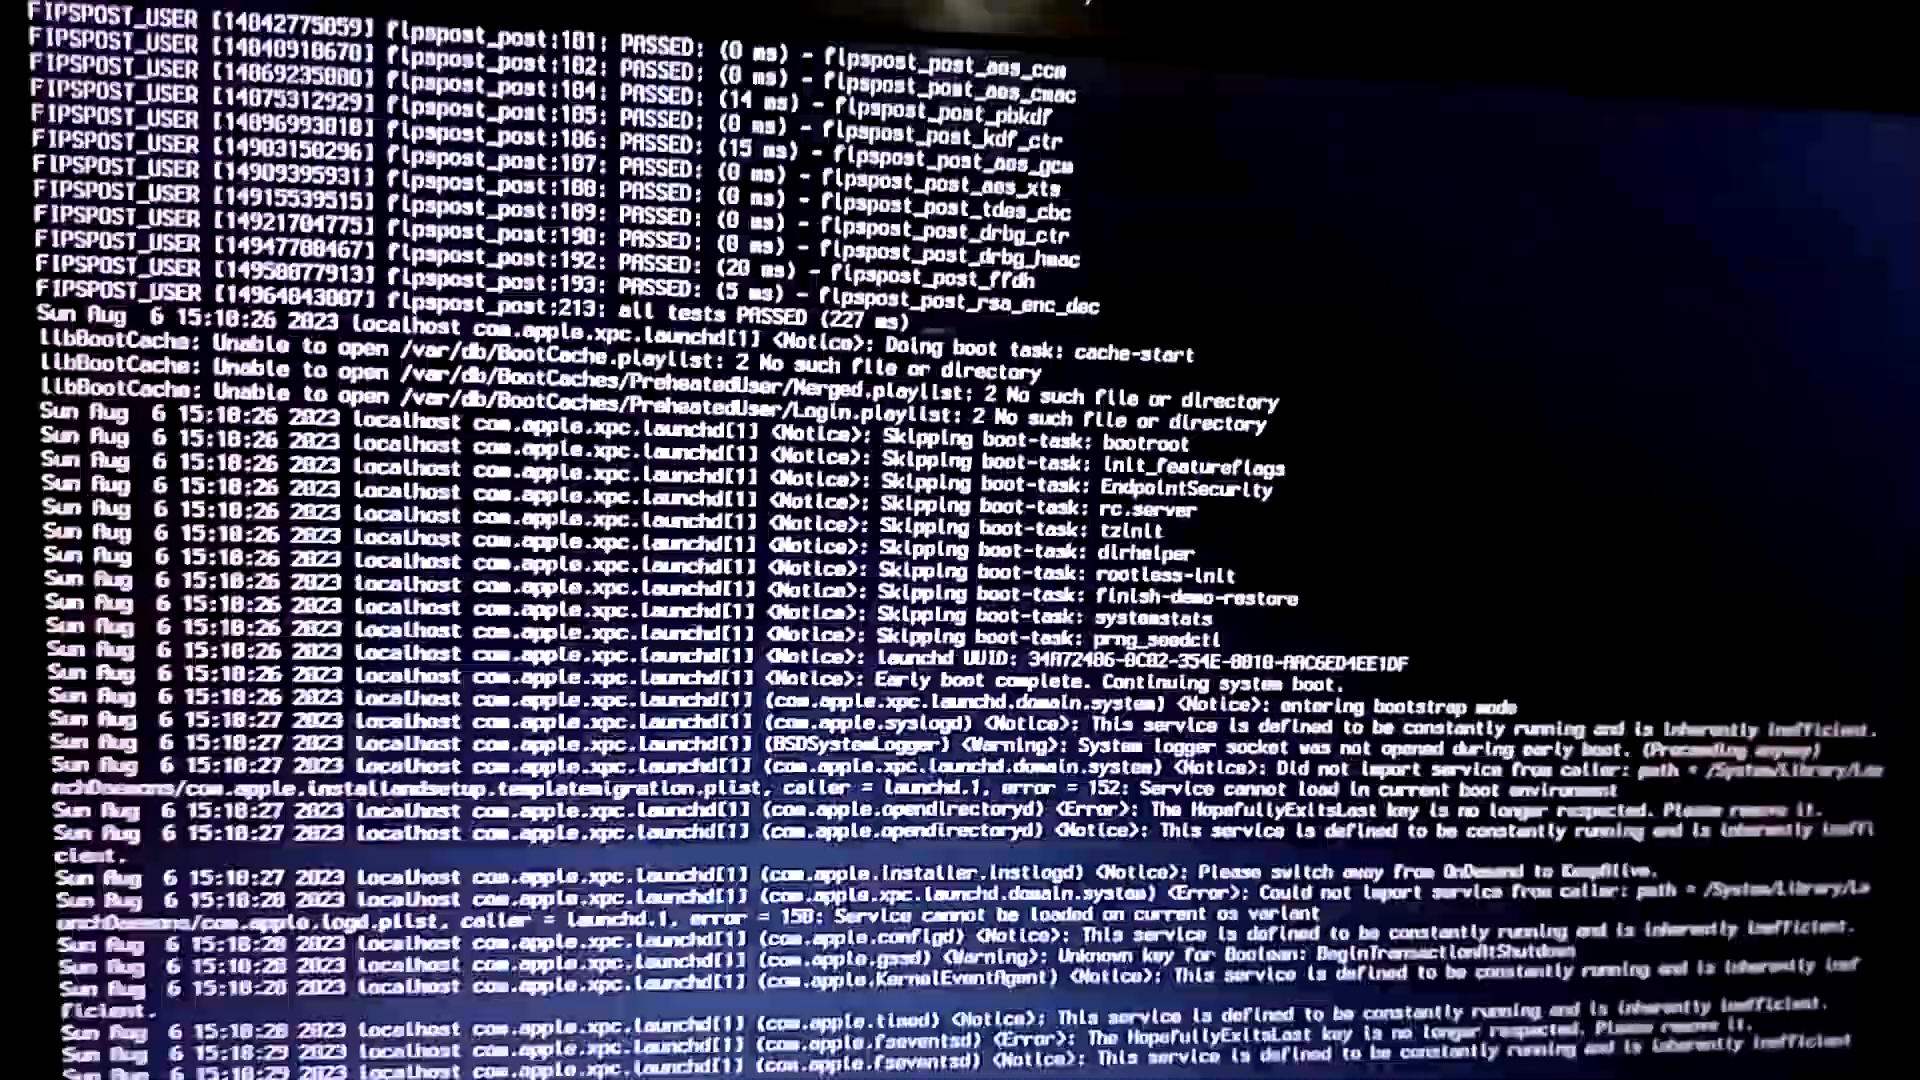 FIPSPOST_USER [14842775859] fipspost_post:181: PASSED: (0 ms) - fipspost_post_aes_ccm
FIPSPOST_USER [14848918678] fipspost_post:182: PASSED: (0 ms) - fipspost_post_aes_cmac
FIPSPOST_USER [14869235880] fipspost_post:184: PASSED: (14 ms) - fipspost_post_pbkdf
FIPSPOST_USER [14875312929] fipspost_post:185: PASSED: (0 ms) - fipspost_post_kdf_ctr
FIPSPOST_USER [14896993818] fipspost_post:186: PASSED: (15 ms) - fipspost_post_aes_gcm
FIPSPOST_USER [14903150296] fipspost_post:187: PASSED: (0 ms) - fipspost_post_aes_xts
FIPSPOST_USER [14909395931] fipspost_post:188: PASSED: (0 ms) - fipspost_post_tdes_cbc
FIPSPOST_USER [14915539515] fipspost_post:189: PASSED: (0 ms) - fipspost_post_drbg_ctr
FIPSPOST_USER [14921704775] fipspost_post:190: PASSED: (0 ms) - fipspost_post_drbg_hmac
FIPSPOST_USER [14947788467] fipspost_post:192: PASSED: (20 ms) - fipspost_post_ffdh
FIPSPOST_USER [14958077913] fipspost_post:193: PASSED: (5 ms) - fipspost_post_rsa_enc_dec
FIPSPOST_USER [14964843007] fipspost_post:213: all tests PASSED (227 ms)
Sun Aug  6 15:18:26 2023 localhost com.apple.xpc.launchd[1] <Notice>: Doing boot task: cache-start
libBootCache: Unable to open /var/db/BootCache.playlist: 2 No such file or directory
libBootCache: Unable to open /var/db/BootCaches/PreheatedUser/Merged.playlist: 2 No such file or directory
libBootCache: Unable to open /var/db/BootCaches/PreheatedUser/Login.playlist: 2 No such file or directory
Sun Aug  6 15:18:26 2023 localhost com.apple.xpc.launchd[1] <Notice>: Skipping boot-task: bootroot
Sun Aug  6 15:18:26 2023 localhost com.apple.xpc.launchd[1] <Notice>: Skipping boot-task: init_featureflags
Sun Aug  6 15:18:26 2023 localhost com.apple.xpc.launchd[1] <Notice>: Skipping boot-task: EndpointSecurity
Sun Aug  6 15:18:26 2023 localhost com.apple.xpc.launchd[1] <Notice>: Skipping boot-task: rc.server
Sun Aug  6 15:18:26 2023 localhost com.apple.xpc.launchd[1] <Notice>: Skipping boot-task: tzinit
Sun Aug  6 15:18:26 2023 localhost com.apple.xpc.launchd[1] <Notice>: Skipping boot-task: dirhelper
Sun Aug  6 15:18:26 2023 localhost com.apple.xpc.launchd[1] <Notice>: Skipping boot-task: rootless-init
Sun Aug  6 15:18:26 2023 localhost com.apple.xpc.launchd[1] <Notice>: Skipping boot-task: finish-demo-restore
Sun Aug  6 15:18:26 2023 localhost com.apple.xpc.launchd[1] <Notice>: Skipping boot-task: systemstats
Sun Aug  6 15:18:26 2023 localhost com.apple.xpc.launchd[1] <Notice>: Skipping boot-task: prng_seedctl
Sun Aug  6 15:18:26 2023 localhost com.apple.xpc.launchd[1] <Notice>: launchd UUID:
Sun Aug  6 15:18:26 2023 localhost com.apple.xpc.launchd[1] <Notice>: Early boot complete. Continuing system boot.
Sun Aug  6 15:18:26 2023 localhost com.apple.xpc.launchd[1] (com.apple.xpc.launchd.domain.system) <Notice>: entering bootstrap mode
Sun Aug  6 15:18:27 2023 localhost com.apple.xpc.launchd[1] (com.apple.syslogd) <Notice>: This service is defined to be constantly running and is inherently inefficient.
Sun Aug  6 15:18:27 2023 localhost com.apple.xpc.launchd[1] (BSDSystemLogger) <Warning>: System logger socket was not opened during early boot. (Proceeding anyway)
Sun Aug  6 15:18:27 2023 localhost com.apple.xpc.launchd[1] (com.apple.xpc.launchd.domain.system) <Notice>: Did not import service from caller: path = /System/Library/Lau
nchDaemons/com.apple.installandsetup.templatemigration.plist, caller = launchd.1, error = 152: Service cannot load in current boot environment
Sun Aug  6 15:18:27 2023 localhost com.apple.xpc.launchd[1] (com.apple.opendirectoryd) <Error>: The HopefullyExitsLast key is no longer respected. Please remove it.
Sun Aug  6 15:18:27 2023 localhost com.apple.xpc.launchd[1] (com.apple.opendirectoryd) <Notice>: This service is defined to be constantly running and is inherently ineffi
cient.
Sun Aug  6 15:18:27 2023 localhost com.apple.xpc.launchd[1] (com.apple.installer.instlogd) <Notice>: Please switch away from OnDemand to KeepAlive.
Sun Aug  6 15:18:28 2023 localhost com.apple.xpc.launchd[1] (com.apple.xpc.launchd.domain.system) <Error>: Could not import service from caller: path = /System/Library/La
unchDaemons/com.apple.logd.plist, caller = launchd.1, error = 158: Service cannot be loaded on current os variant
Sun Aug  6 15:18:28 2023 localhost com.apple.xpc.launchd[1] (com.apple.configd) <Notice>: This service is defined to be constantly running and is inherently inefficient.
Sun Aug  6 15:18:28 2023 localhost com.apple.xpc.launchd[1] (com.apple.gssd) <Warning>: Unknown key for Boolean: BeginTransactionAtShutdown
Sun Aug  6 15:18:28 2023 localhost com.apple.xpc.launchd[1] (com.apple.KernelEventAgent) <Notice>: This service is defined to be constantly running and is inherently inef
ficient.
Sun Aug  6 15:18:28 2023 localhost com.apple.xpc.launchd[1] (com.apple.timed) <Notice>: This service is defined to be constantly running and is inherently inefficient.
Sun Aug  6 15:18:29 2023 localhost com.apple.xpc.launchd[1] (com.apple.fseventsd) <Error>: The HopefullyExitsLast key is no longer respected. Please remove it.
Sun Aug  6 15:18:29 2023 localhost com.apple.xpc.launchd[1] (com.apple.fseventsd) <Notice>: This service is defined to be constantly running and is inherently inefficient